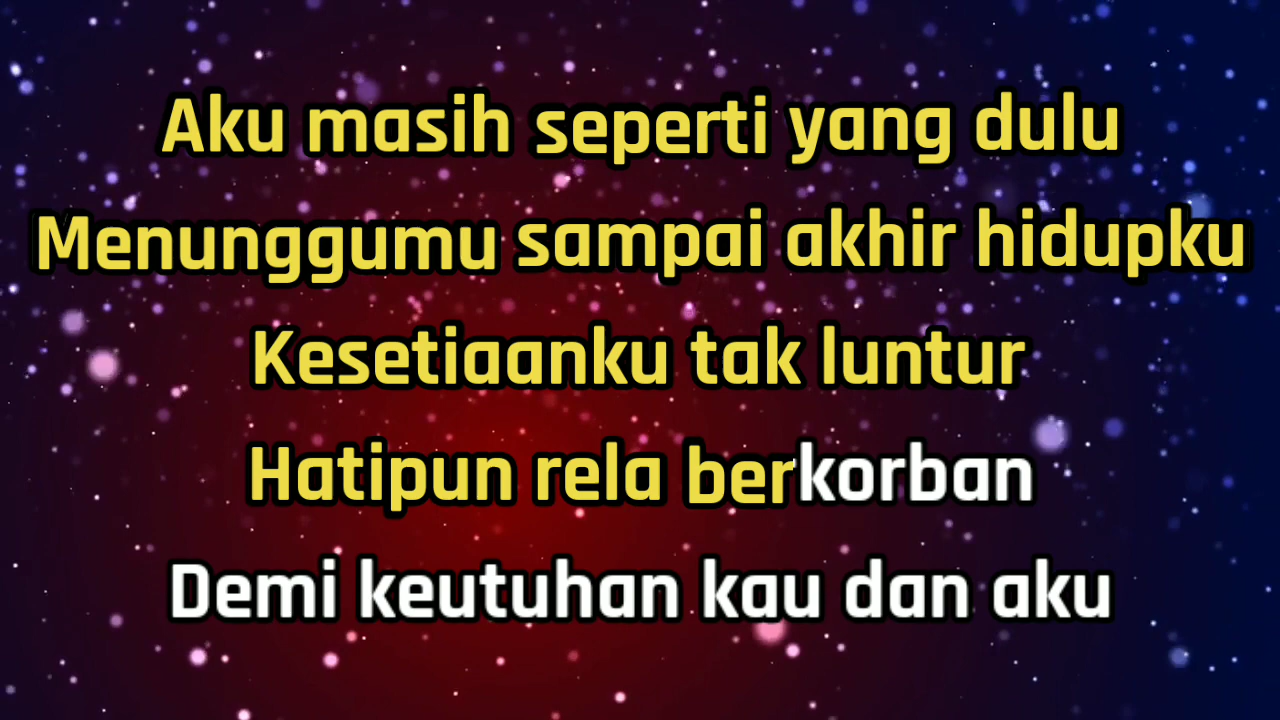 Aku masih seperti yang dulu
Menunggumu sampai akhir hidupku
Kesetiaanku tak luntur
Hatipun rela berkorban
Demi keutuhan kau dan aku